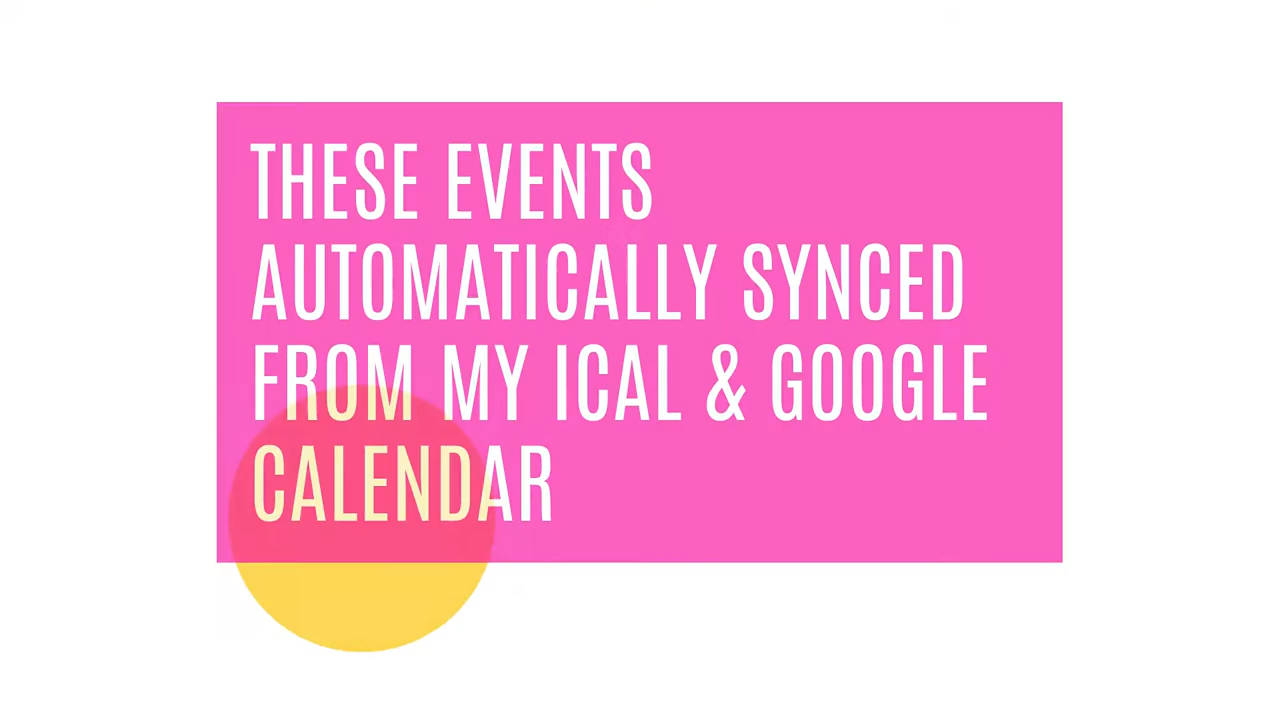 THESE EVENTS
AUTOMATICALLY SYNCED
FROM MY ICAL & GOOGLE
CALENDAR